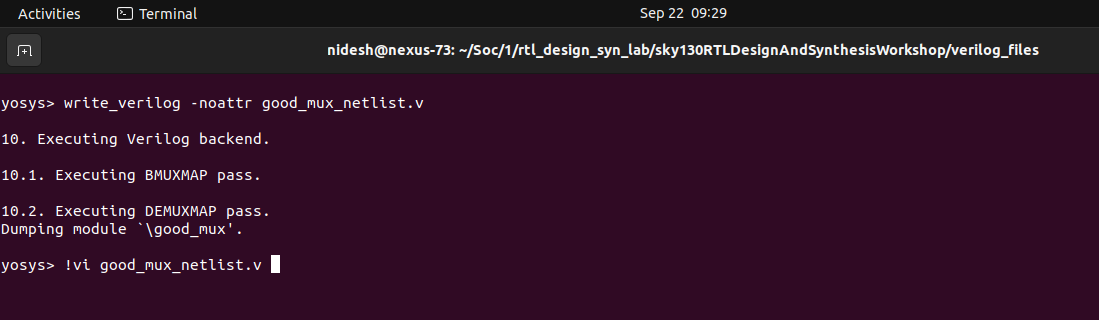 Activities Terminal Sep 22 09:29
nidesh@nexus-73: ~/Soc/1/rtl_design_syn_lab/sky130RTLDesignAndSynthesisWorkshop/verilog_files
yosys> write_verilog -noattr good_mux_netlist.v
10. Executing Verilog backend.
10.1. Executing BMUXMAP pass.
10.2. Executing DEMUXMAP pass.
Dumping module `\good_mux'.
yosys> !vi good_mux_netlist.v